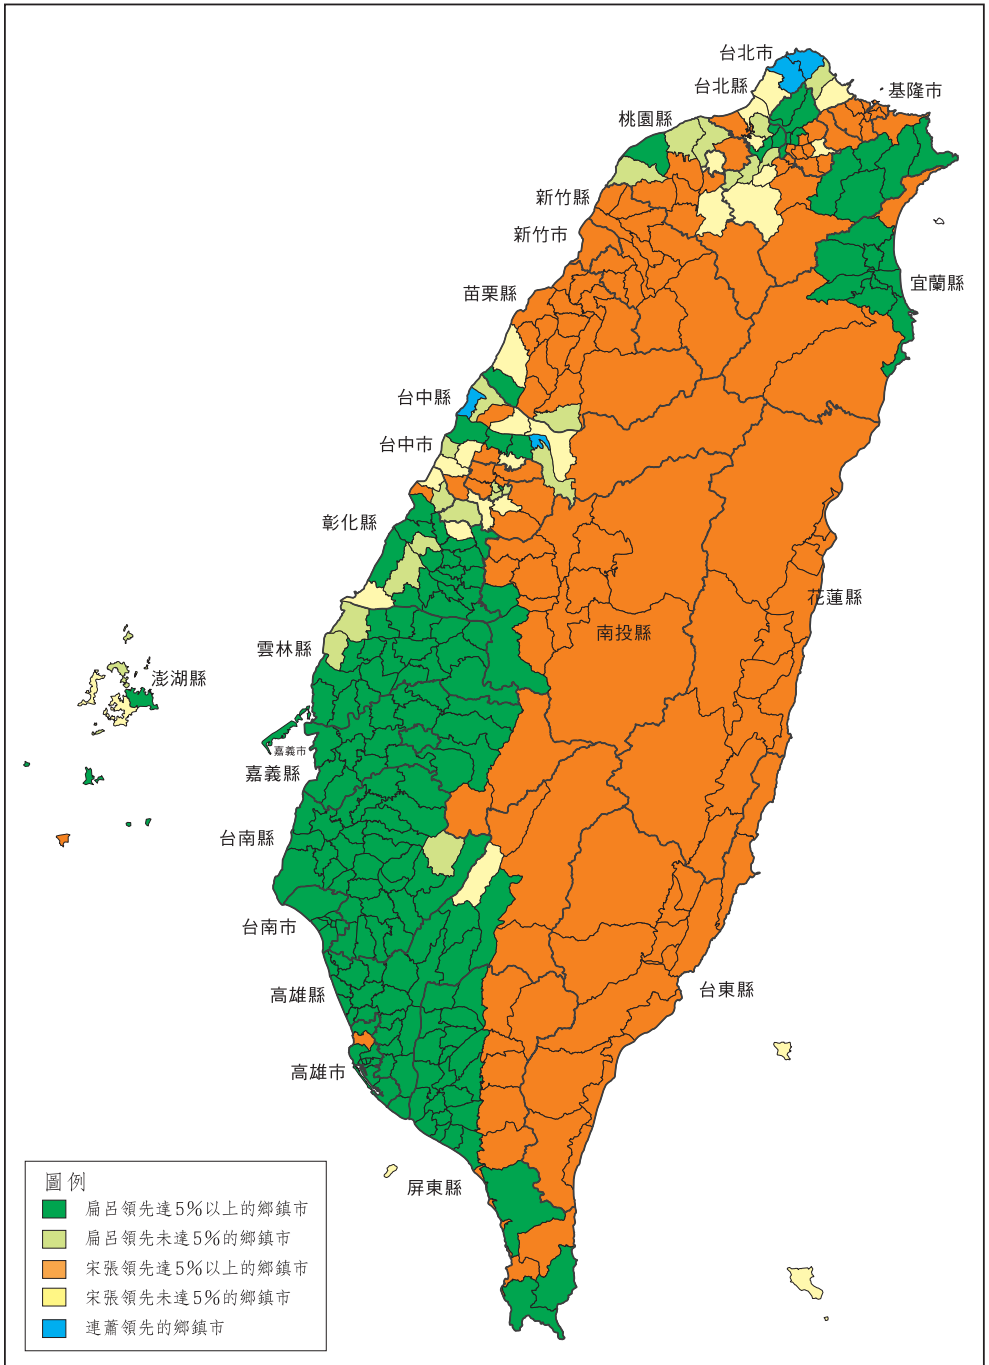 台北市
台北縣
基隆市
桃園縣
新竹縣
新竹市
宜蘭縣
苗栗縣
台中縣
台中市
彰化縣
花蓮縣
南投縣
雲林縣
澎湖縣
嘉義市
嘉義縣
台南縣
台南市
台東縣
高雄縣
高雄市
屏東縣
圖例
扁呂領先達5%以上的鄉鎮市
扁呂領先未達5%的鄉鎮市
宋張領先達5%以上的鄉鎮市
宋張領先未達5%的鄉鎮市
連蕭領先的鄉鎮市